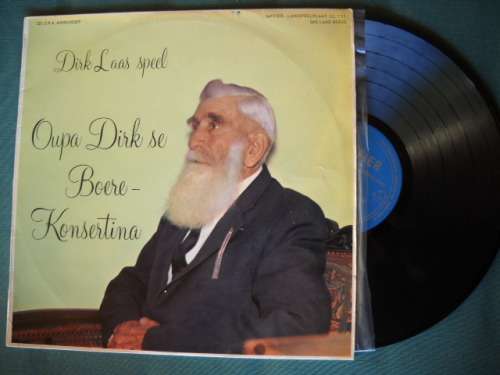 Dirk Laas speel
Oupa Dirk se
Boere-
Konsertina